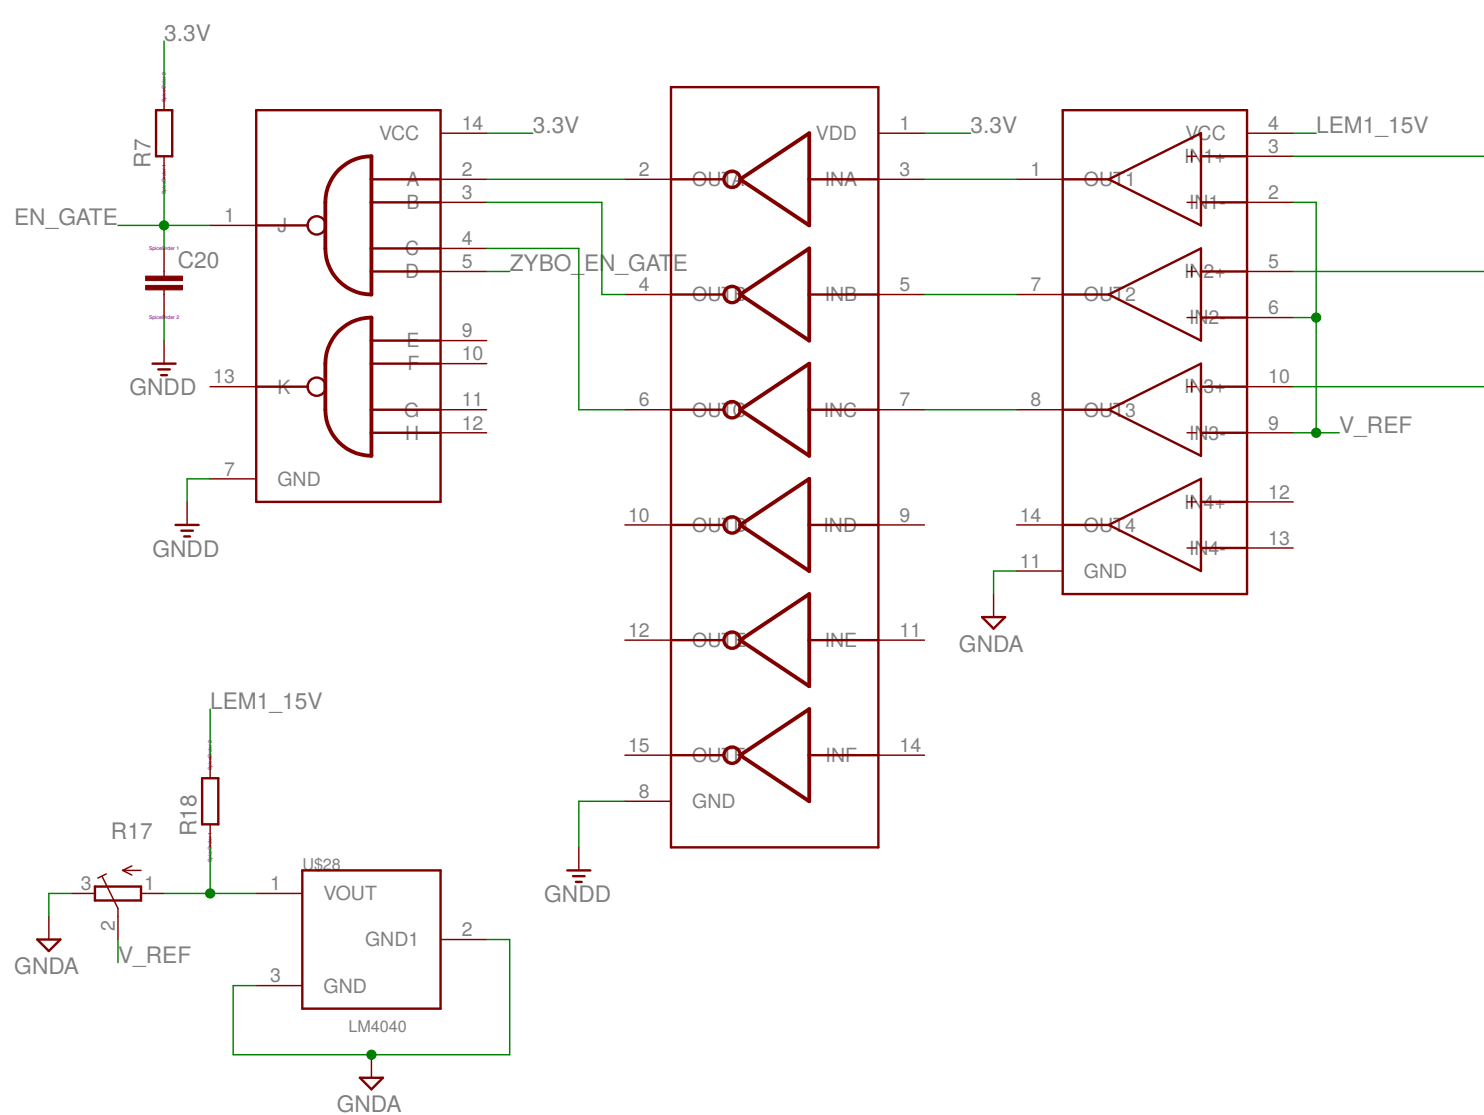 3.3V
R7
EN_GATE
C20
SpiceOrder 1
SpiceOrder 2
GNDD
1
13
7
GNDD
VCC
J
K
GND
A
B
C
D
E
F
G
H
14
3.3V
2
3
4
5
ZYBO_EN_GATE
9
10
11
12
2
4
6
10
12
15
8
GNDD
VDD
OUTA
INA
INB
OUTC
INC
IND
INE
INF
GND
1
3.3V
3
5
7
9
11
14
1
7
8
14
11
GNDA
VCC
OUT1
IN1+
IN1-
OUT2
IN2+
IN2-
OUT3
IN3+
IN3-
OUT4
IN4+
IN4-
GND
4
LEM1_15V
3
2
5
6
10
9
V_REF
12
13
LEM1_15V
R18
R17
3
1
2
V_REF
GNDA
U$28
1
VOUT
GND1
2
3
GND
LM4040
GNDA